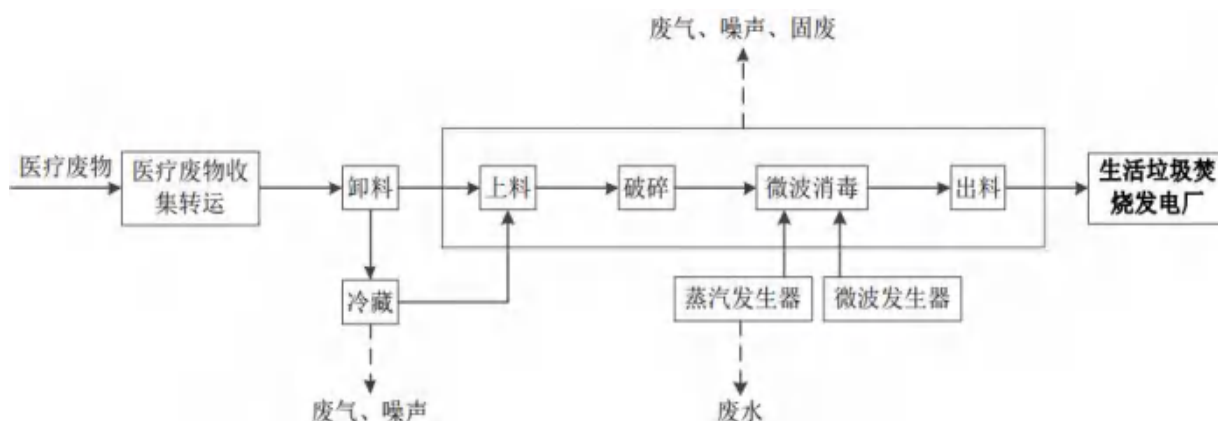 废气、噪声、固废
医疗废物
医疗废物收
集转运
卸料
上料
破碎
微波消毒
出料
生活垃圾焚
烧发电厂
冷藏
蒸汽发生器
微波发生器
废气、噪声
废水